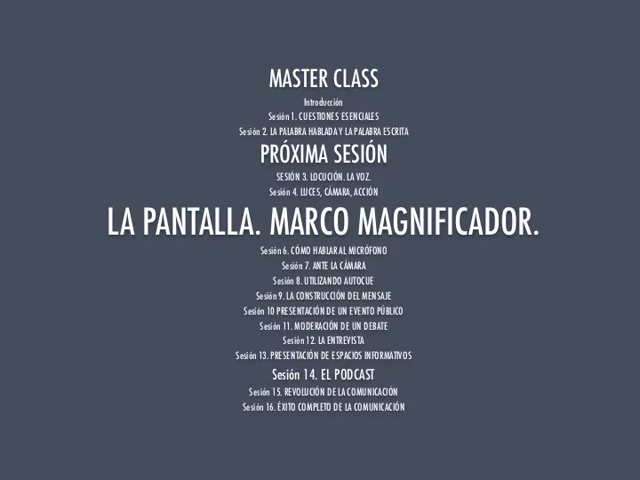 MASTER CLASS
Introducción
Sesión 1. CUESTIONES ESENCIALES
Sesión 2. LA PALABRA HABLADA Y LA PALABRA ESCRITA
PRÓXIMA SESIÓN
SESIÓN 3. LOCUCIÓN. LA VOZ.
Sesión 4. LUCES, CÁMARA, ACCIÓN
LA PANTALLA. MARCO MAGNIFICADOR.
Sesión 6. CÓMO HABLAR AL MICRÓFONO
Sesión 7. ANTE LA CÁMARA
Sesión 8. UTILIZANDO AUTOCUE
Sesión 9. LA CONSTRUCCIÓN DEL MENSAJE
Sesión 10 PRESENTACIÓN DE UN EVENTO PÚBLICO
Sesión 11. MODERACIÓN DE UN DEBATE
Sesión 12. LA ENTREVISTA
Sesión 13. PRESENTACIÓN DE ESPACIOS INFORMATIVOS
Sesión 14. EL PODCAST
Sesión 15. REVOLUCIÓN DE LA COMUNICACIÓN
Sesión 16. ÉXITO COMPLETO DE LA COMUNICACIÓN